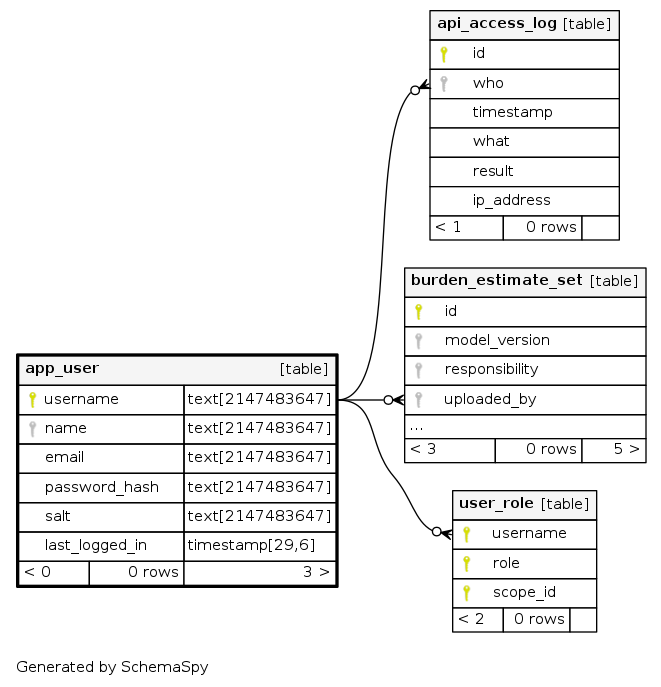 api_access_log [table]
id
who
timestamp
what
result
ip_address
< 1 0 rows
burden_estimate_set [table]
id
model_version
responsibility
uploaded_by
...
< 3 0 rows 5 >
app_user [table]
username text[2147483647]
name text[2147483647]
email text[2147483647]
password_hash text[2147483647]
salt text[2147483647]
last_logged_in timestamp[29,6]
< 0 0 rows 3 >
user_role [table]
username
role
scope_id
< 2 0 rows
Generated by SchemaSpy